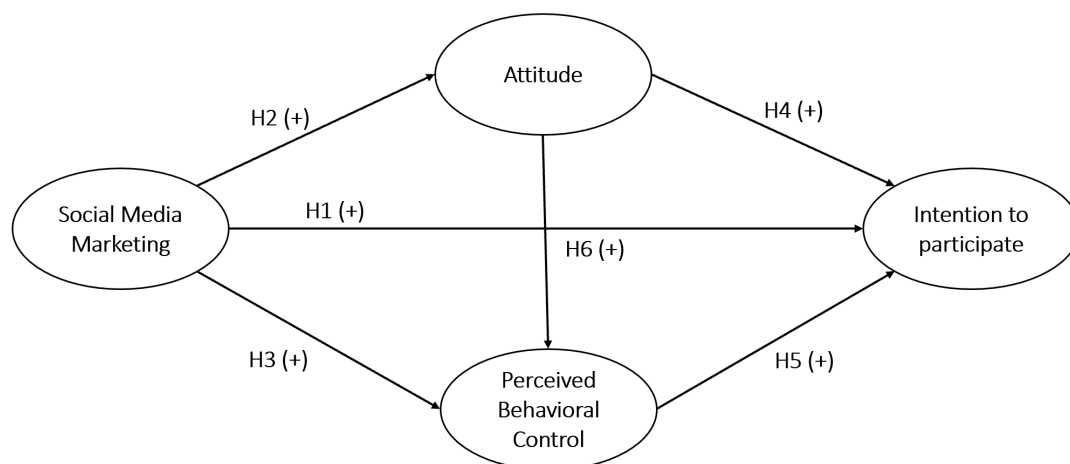 Attitude
H2 (+)
H4 (+)
Social Media
Marketing
H1 (+)
Intention to
participate
H6 (+)
H3 (+)
H5 (+)
Perceived
Behavioral
Control